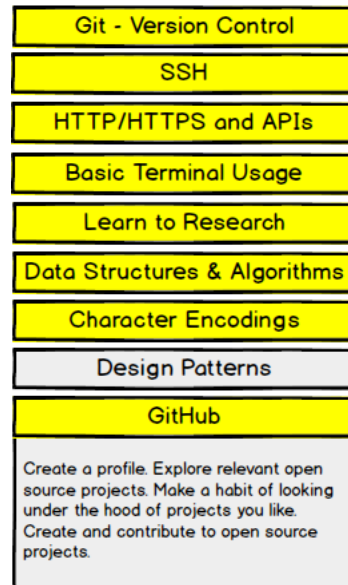 Git - Version Control
SSH
HTTP/HTTPS and APIs
Basic Terminal Usage
Learn to Research
Data Structures & Algorithms
Character Encodings
Design Patterns
GitHub
Create a profile. Explore relevant open
source projects. Make a habit of looking
under the hood of projects you like.
Create and contribute to open source
projects.